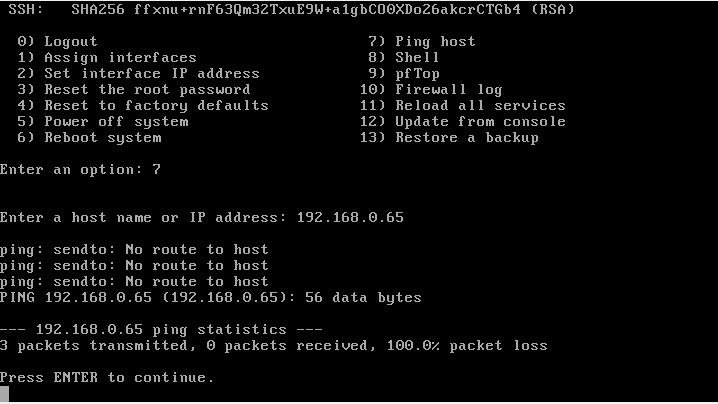 SSH: SHA256 ffxnu+rnF63Qm32TxuE9W+a1gbCO0XDo26akcrCTGb4 (RSA)
0) Logout 7) Ping host
1) Assign interfaces 8) Shell
2) Set interface IP address 9) pfTop
3) Reset the root password 10) Firewall log
4) Reset to factory defaults 11) Reload all services
5) Power off system 12) Update from console
6) Reboot system 13) Restore a backup
Enter an option: 7
Enter a host name or IP address: 192.168.0.65
ping: sendto: No route to host
ping: sendto: No route to host
ping: sendto: No route to host
PING 192.168.0.65 (192.168.0.65): 56 data bytes
--- 192.168.0.65 ping statistics ---
3 packets transmitted, 0 packets received, 100.0% packet loss
Press ENTER to continue.